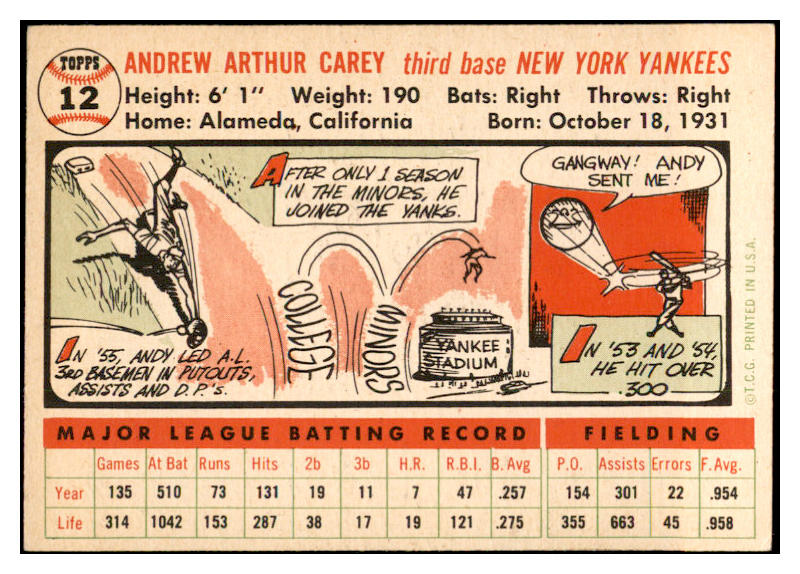 TOPPS
12
ANDREW ARTHUR CAREY third base NEW YORK YANKEES
Height: 6' 1" Weight: 190 Bats: Right Throws: Right
Home: Alameda, California Born: October 18, 1931
AFTER ONLY 1 SEASON
IN THE MINORS, HE
JOINED THE YANKS.
GANGWAY! ANDY
SENT ME!
COLLEGE
MINORS
YANKEE
STADIUM
IN '55, ANDY LED A.L.
3RD BASEMEN IN PUTOUTS,
ASSISTS AND D.P.'s.
IN '53 AND '54,
HE HIT OVER
.300
©T.C.G. PRINTED IN U.S.A.
MAJOR LEAGUE BATTING RECORD FIELDING
Games At Bat Runs Hits 2b 3b H.R. R.B.I. B. Avg P.O. Assists Errors F. Avg.
Year 135 510 73 131 19 11 7 47 .257 154 301 22 .954
Life 314 1042 153 287 38 17 19 121 .275 355 663 45 .958